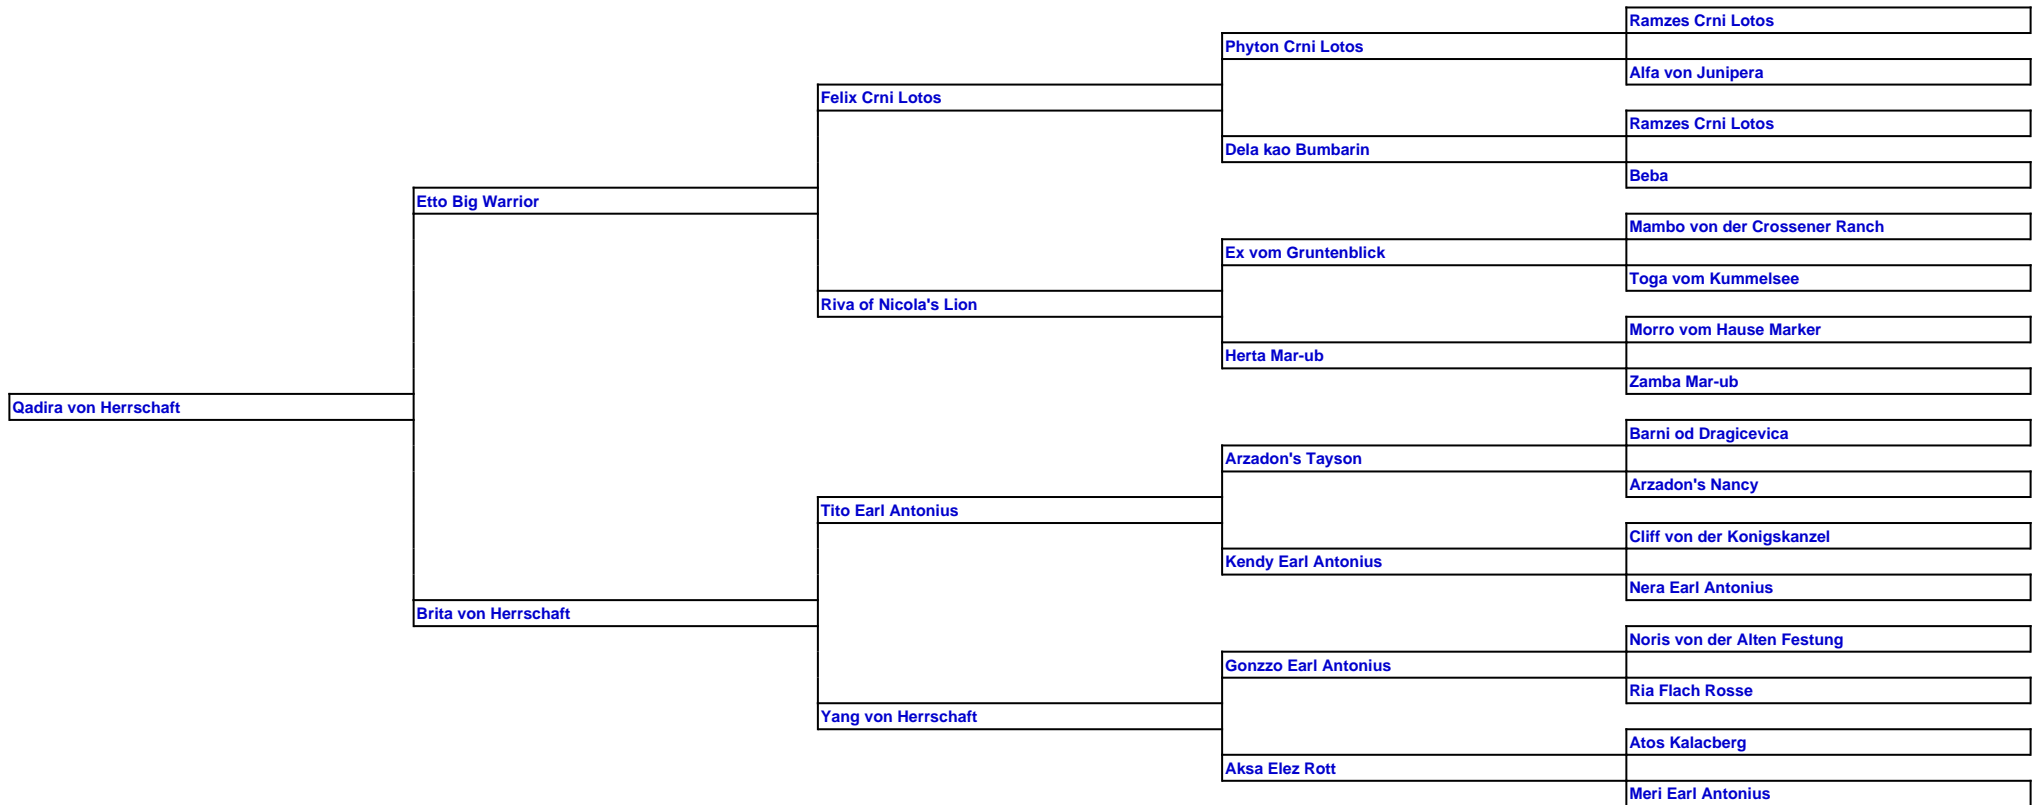 Ramzes Crni Lotos
Phyton Crni Lotos
Alfa von Junipera
Felix Crni Lotos
Ramzes Crni Lotos
Dela kao Bumbarin
Beba
Etto Big Warrior
Mambo von der Crossener Ranch
Ex vom Gruntenblick
Toga vom Kummelsee
Riva of Nicola's Lion
Morro vom Hause Marker
Herta Mar-ub
Zamba Mar-ub
Qadira von Herrschaft
Barni od Dragicevica
Arzadon's Tayson
Arzadon's Nancy
Tito Earl Antonius
Cliff von der Konigskanzel
Kendy Earl Antonius
Nera Earl Antonius
Brita von Herrschaft
Noris von der Alten Festung
Gonzzo Earl Antonius
Ria Flach Rosse
Yang von Herrschaft
Atos Kalacberg
Aksa Elez Rott
Meri Earl Antonius